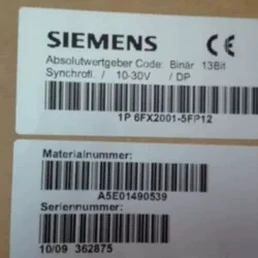 SIEMENS CE
Absolutwertgeber Code: Binär 13Bit
Synchrofl. / 10-30V / DP
1P 6FX2001-5FP12
Materialnummer:
A5E01490539
Seriennummer:
10/09 362875